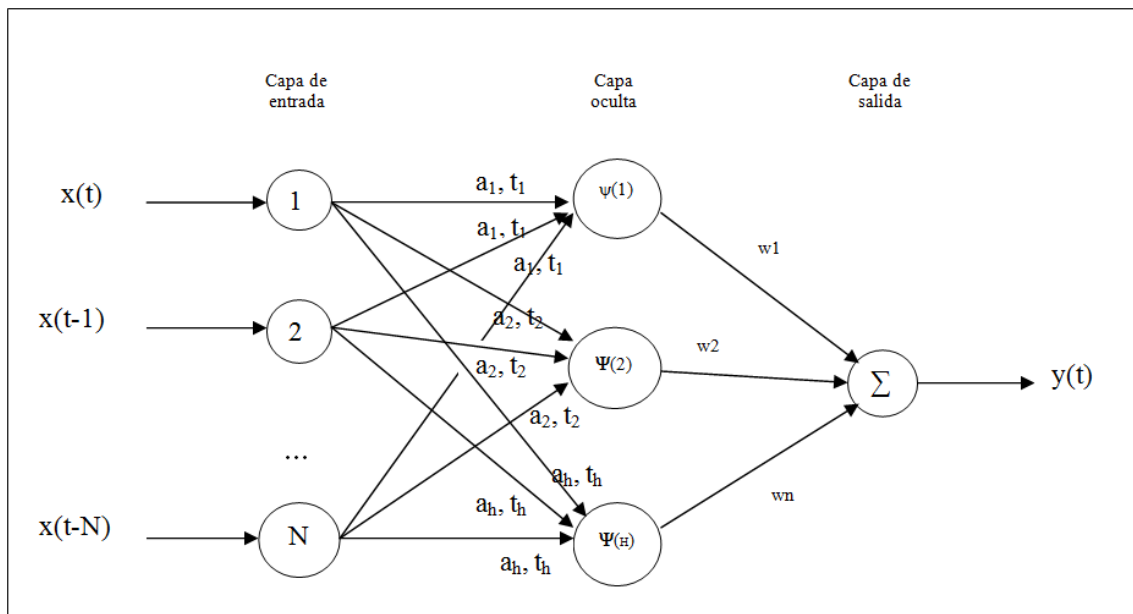 Capa de
entrada
Capa
oculta
Capa de
salida
x(t)
1
a₁, t₁
ψ(1)
a₁, t₁
w1
a₁, t₁
x(t-1)
2
a₂, t₂
w2
a₂, t₂
Ψ(2)
Σ
y(t)
a₂, t₂
...
aₕ, tₕ
wn
aₕ, tₕ
x(t-N)
N
Ψ(H)
aₕ, tₕ